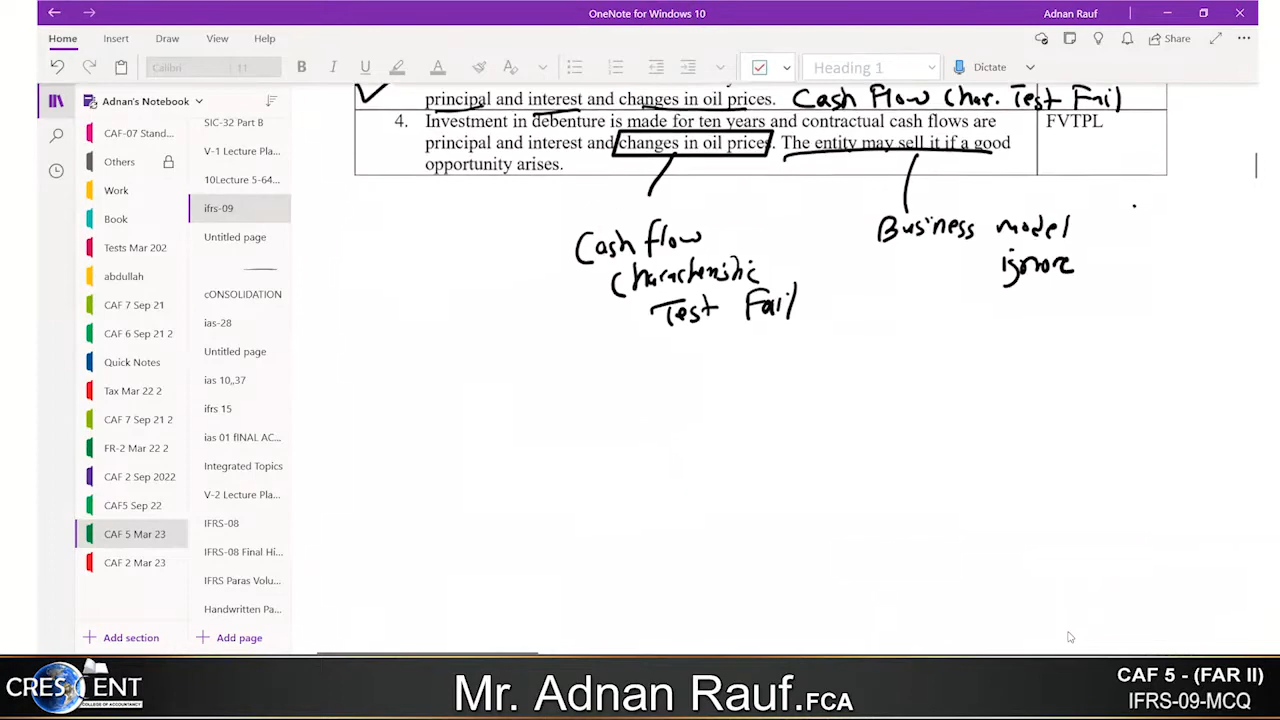 OneNote for Windows 10
Adnan Rauf
Home
Insert
Draw
View
Help
Share
Calibri
11
B
I
U
A
Heading 1
Dictate
Adnan's Notebook
CAF-07 Stand...
Others
Work
Book
Tests Mar 202
abdullah
CAF 7 Sep 21
CAF 6 Sep 21 2
Quick Notes
Tax Mar 22 2
CAF 7 Sep 21 2
FR-2 Mar 22 2
CAF 2 Sep 2022
CAF5 Sep 22
CAF 5 Mar 23
CAF 2 Mar 23
Add section
SIC-32 Part B
V-1 Lecture Pla...
10Lecture 5-64...
ifrs-09
Untitled page
cONSOLIDATION
ias-28
Untitled page
ias 10,,37
ifrs 15
ias 01 fINAL AC...
Integrated Topics
V-2 Lecture Pla...
IFRS-08
IFRS-08 Final Hi...
IFRS Paras Volu...
Handwritten Pa...
Add page
principal and interest and changes in oil prices. Cash Flow Char. Test Fail
4. Investment in debenture is made for ten years and contractual cash flows are FVTPL
principal and interest and changes in oil prices. The entity may sell it if a good
opportunity arises.
Cash flow
Characteristic
Test Fail
Business model
ignore
CRESCENT
COLLEGE OF ACCOUNTANCY
Mr. Adnan Rauf.FCA
CAF 5 - (FAR II)
IFRS-09-MCQ